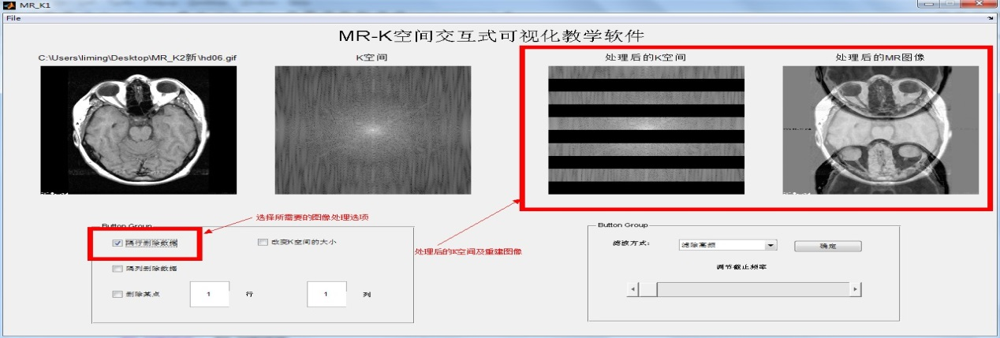 MR_K1
File
MR-K空间交互式可视化教学软件
C:\Users\liming\Desktop\MR_K2新\hd06.gif
K空间
处理后的K空间
处理后的MR图像
选择所需要的图像处理选项
处理后的K空间及重建图像
Button Group
隔行删除数据
改变K空间的大小
隔列删除数据
删除某点
1
行
1
列
Button Group
滤波方式:
滤除高频
确定
调节截止频率